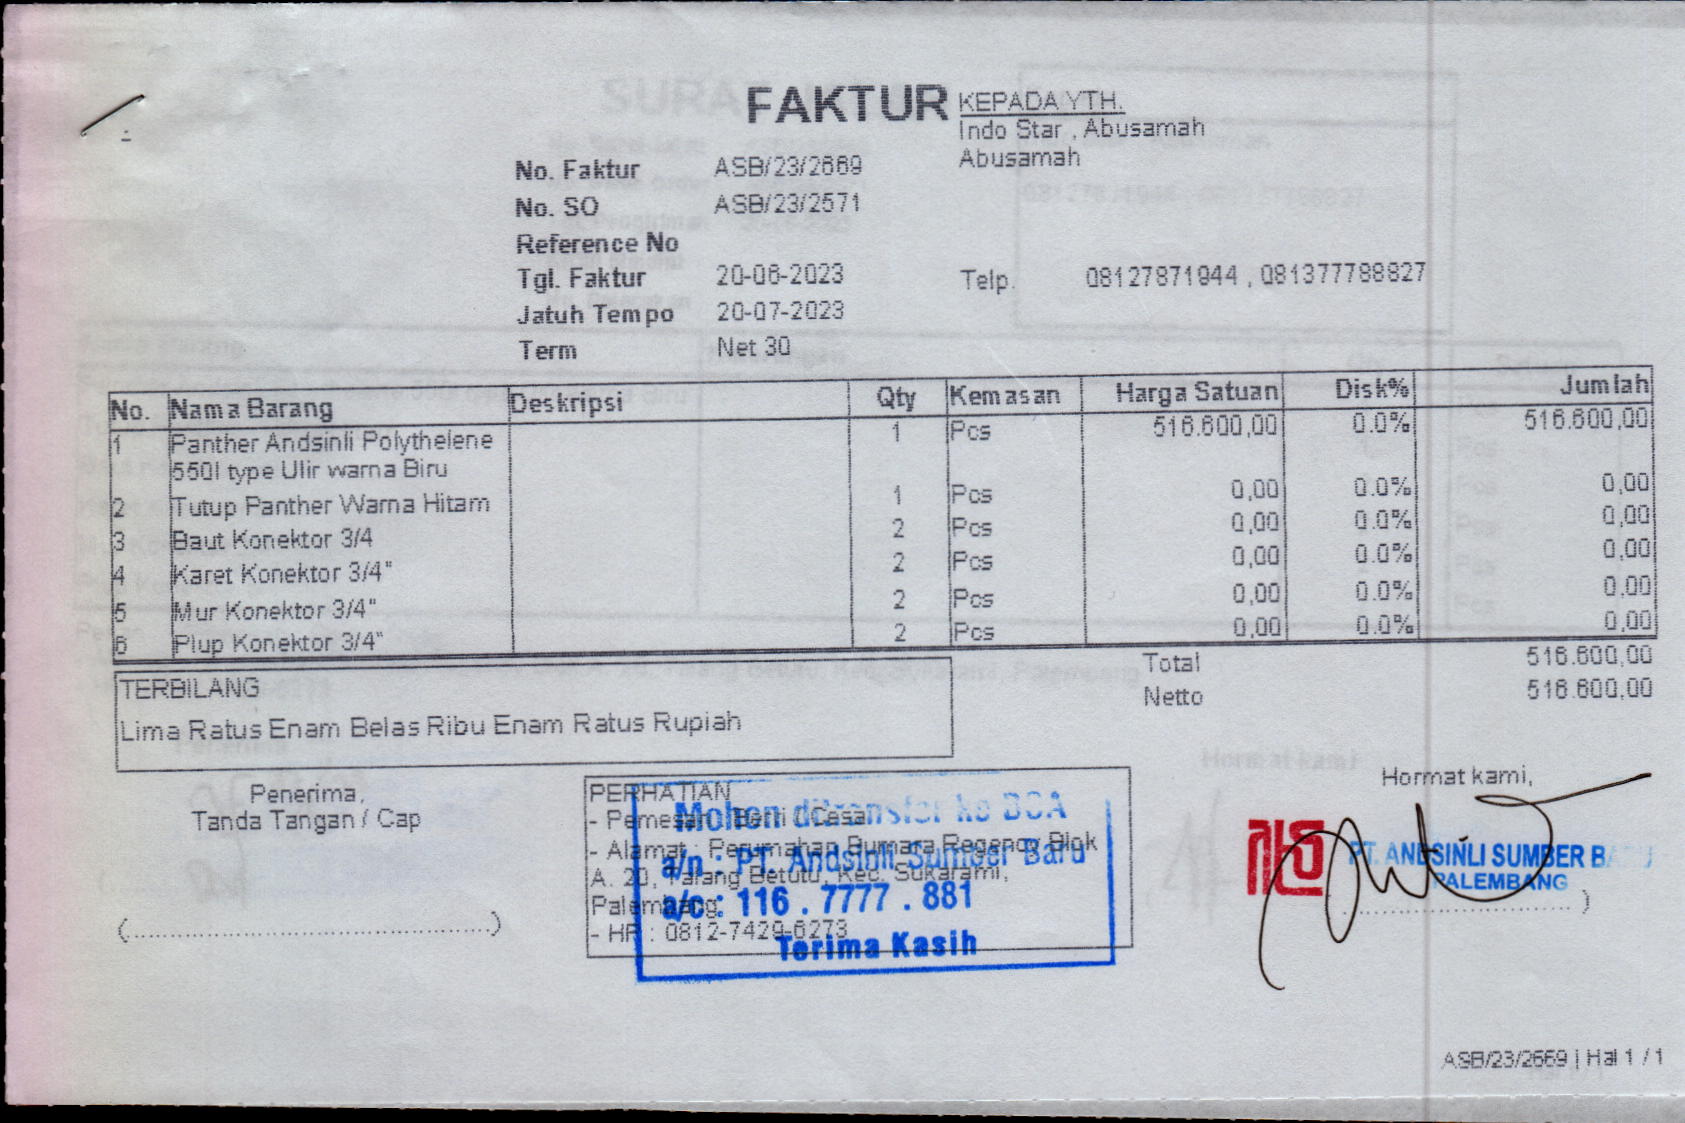 FAKTUR
KEPADA YTH.
Indo Star , Abusamah
Abusamah
No. Faktur ASB/23/2669
No. SO ASB/23/2571
Reference No
Tgl. Faktur 20-06-2023
Telp. 08127871944 , 081377788827
Jatuh Tempo 20-07-2023
Term Net 30
No. Nama Barang Deskripsi Qty Kemasan Harga Satuan Disk% Jumlah
1 Panther Andsinli Polythelene 1 Pcs 516.600,00 0.0% 516.600,00
550l type Ulir warna Biru
2 Tutup Panther Warna Hitam 1 Pcs 0,00 0.0% 0,00
3 Baut Konektor 3/4 2 Pcs 0,00 0.0% 0,00
4 Karet Konektor 3/4" 2 Pcs 0,00 0.0% 0,00
5 Mur Konektor 3/4" 2 Pcs 0,00 0.0% 0,00
6 Plup Konektor 3/4" 2 Pcs 0,00 0.0% 0,00
Total 516.600,00
Netto 516.600,00
TERBILANG
Lima Ratus Enam Belas Ribu Enam Ratus Rupiah
Penerima,
Tanda Tangan / Cap
(....................................................)
PERHATIAN
- Pemesan :
- Alamat : Perumahan Bumara Regency Blok
A. 20, Talang Betutu, Kec. Sukarami,
Palembang
- HP : 0812-7429-6273
Mohon ditransfer ke BCA
a/n : PT. Andsinli Sumber Baru
a/c : 116 . 7777 . 881
Terima Kasih
Hormat kami,
PT. ANDSINLI SUMBER BARU
PALEMBANG
ASB/23/2669 | Hal 1 / 1